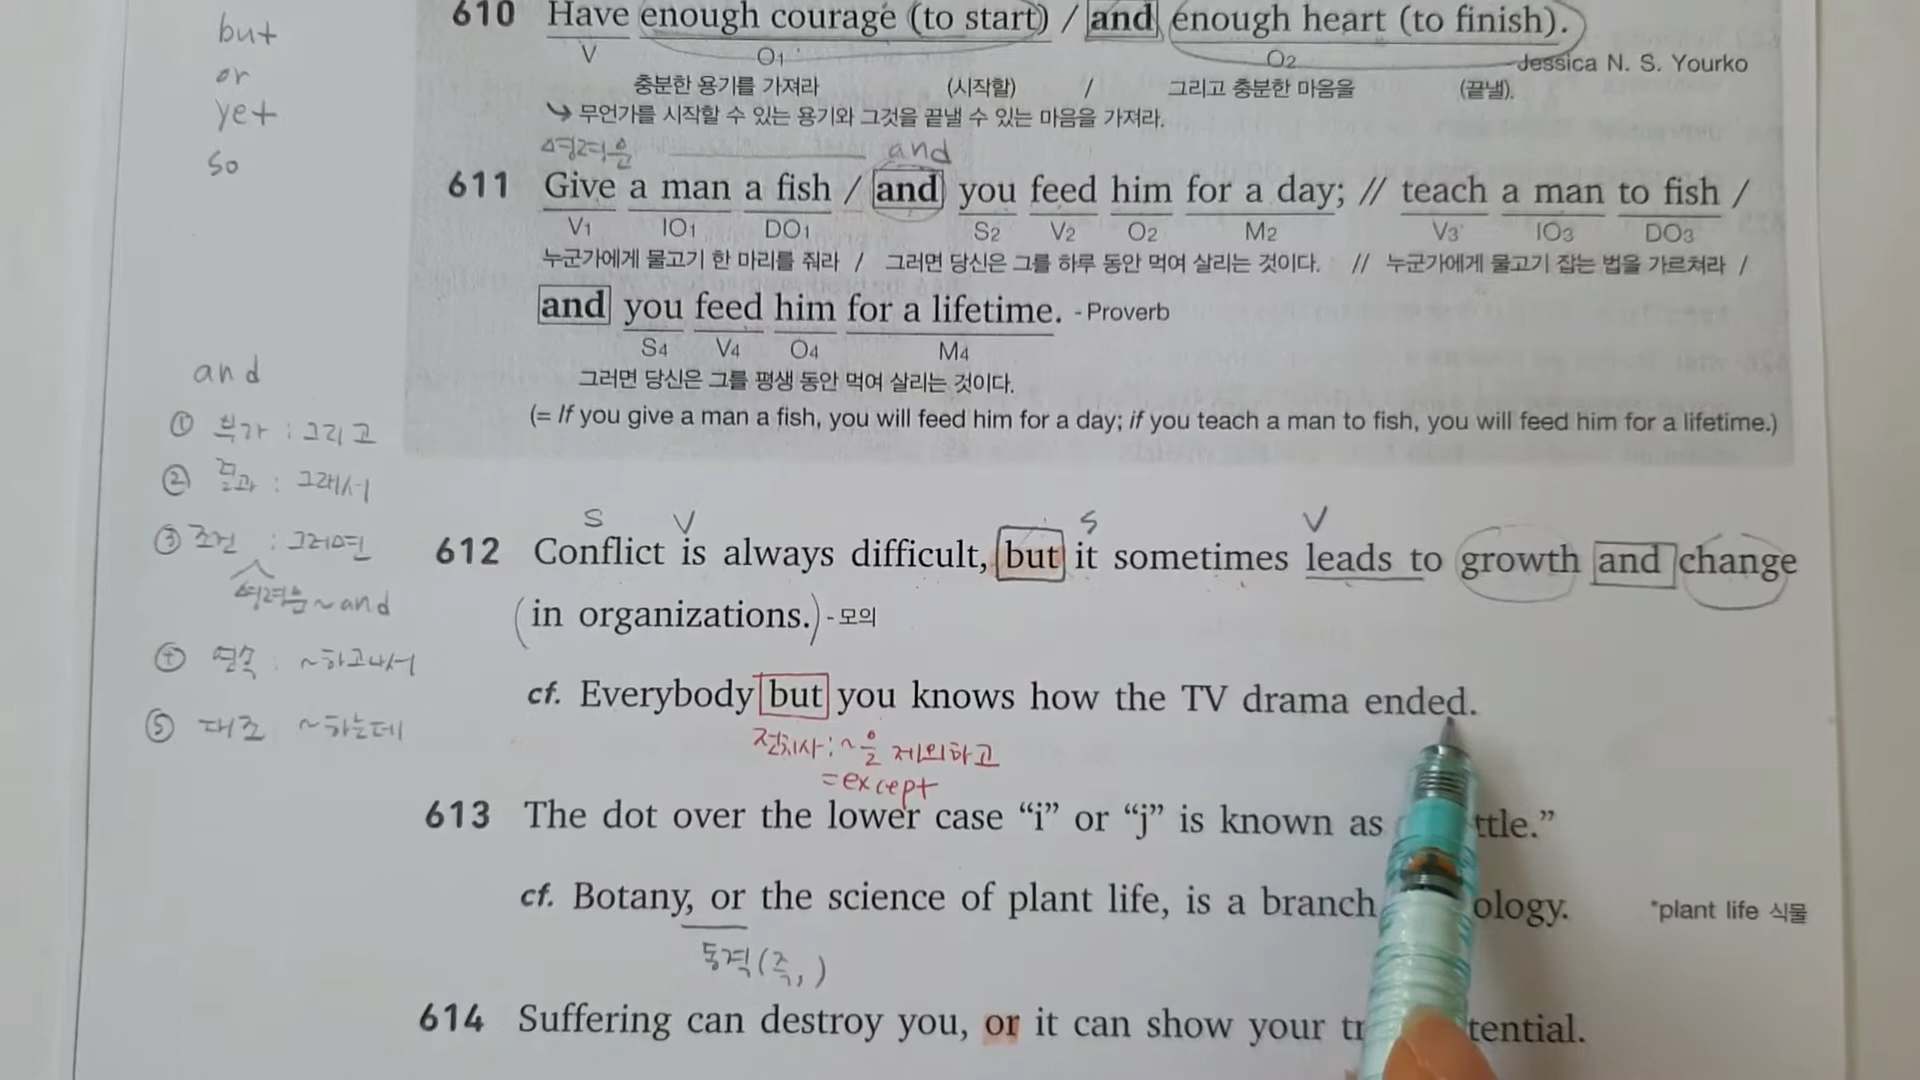 but
or
yet
so
610 Have enough courage (to start) / and enough heart (to finish).
V O1 O2 Jessica N. S. Yourko
충분한 용기를 가져라 (시작할) / 그리고 충분한 마음을 (끝낼).
↳ 무언가를 시작할 수 있는 용기와 그것을 끝낼 수 있는 마음을 가져라.
명령문 and
611 Give a man a fish / and you feed him for a day; // teach a man to fish /
V1 IO1 DO1 S2 V2 O2 M2 V3 IO3 DO3
누군가에게 물고기 한 마리를 줘라 / 그러면 당신은 그를 하루 동안 먹여 살리는 것이다. // 누군가에게 물고기 잡는 법을 가르쳐라 /
and you feed him for a lifetime. - Proverb
S4 V4 O4 M4
그러면 당신은 그를 평생 동안 먹여 살리는 것이다.
(= If you give a man a fish, you will feed him for a day; if you teach a man to fish, you will feed him for a lifetime.)
and
① 부가 : 그리고
② 결과 : 그래서
③ 조건 : 그러면
명령문 ~ and
④ 연속 : ~하고나서
⑤ 대조 ~하는데
S V S V
612 Conflict is always difficult, but it sometimes leads to growth and change
(in organizations.) - 모의
cf. Everybody but you knows how the TV drama ended.
전치사 : ~을 제외하고
= except
613 The dot over the lower case “i” or “j” is known as ttle.”
cf. Botany, or the science of plant life, is a branch ology. *plant life 식물
동격 (즉, )
614 Suffering can destroy you, or it can show your tr tential.